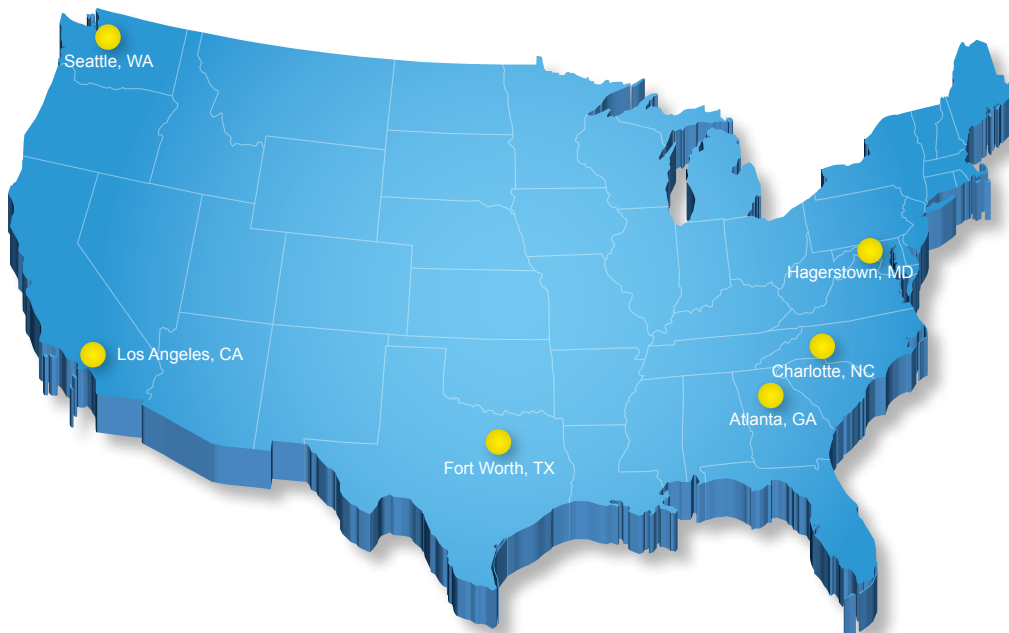 Seattle, WA
Hagerstown, MD
Los Angeles, CA
Charlotte, NC
Atlanta, GA
Fort Worth, TX